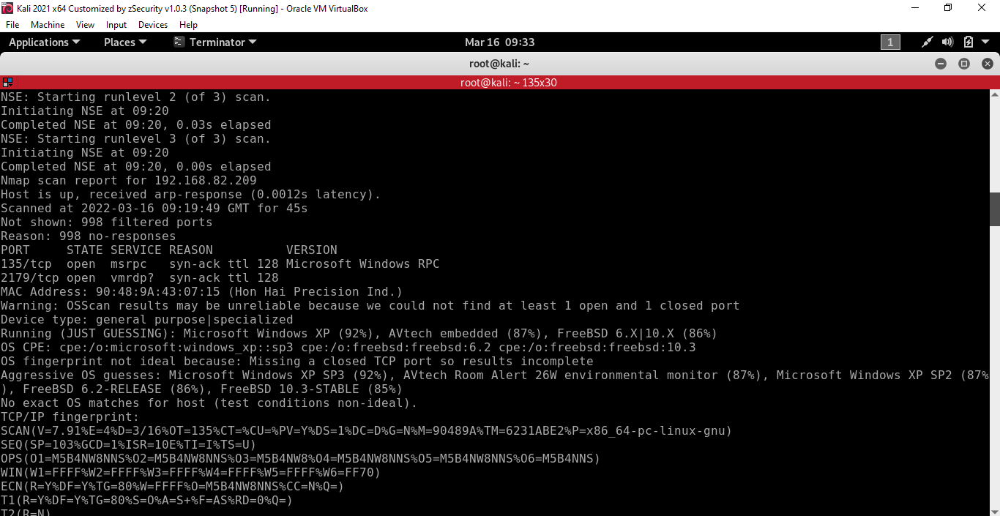 Kali 2021 x64 Customized by zSecurity v1.0.3 (Snapshot 5) [Running] - Oracle VM VirtualBox
File Machine View Input Devices Help
Applications Places Terminator Mar 16 09:33 1
root@kali: ~
root@kali: ~ 135x30
NSE: Starting runlevel 2 (of 3) scan.
Initiating NSE at 09:20
Completed NSE at 09:20, 0.03s elapsed
NSE: Starting runlevel 3 (of 3) scan.
Initiating NSE at 09:20
Completed NSE at 09:20, 0.00s elapsed
Nmap scan report for 192.168.82.209
Host is up, received arp-response (0.0012s latency).
Scanned at 2022-03-16 09:19:49 GMT for 45s
Not shown: 998 filtered ports
Reason: 998 no-responses
PORT     STATE SERVICE REASON          VERSION
135/tcp  open  msrpc   syn-ack ttl 128 Microsoft Windows RPC
2179/tcp open  vmrdp?  syn-ack ttl 128
MAC Address: 90:48:9A:43:07:15 (Hon Hai Precision Ind.)
Warning: OSScan results may be unreliable because we could not find at least 1 open and 1 closed port
Device type: general purpose|specialized
Running (JUST GUESSING): Microsoft Windows XP (92%), AVtech embedded (87%), FreeBSD 6.X|10.X (86%)
OS CPE: cpe:/o:microsoft:windows_xp::sp3 cpe:/o:freebsd:freebsd:6.2 cpe:/o:freebsd:freebsd:10.3
OS fingerprint not ideal because: Missing a closed TCP port so results incomplete
Aggressive OS guesses: Microsoft Windows XP SP3 (92%), AVtech Room Alert 26W environmental monitor (87%), Microsoft Windows XP SP2 (87%
), FreeBSD 6.2-RELEASE (86%), FreeBSD 10.3-STABLE (85%)
No exact OS matches for host (test conditions non-ideal).
TCP/IP fingerprint:
SCAN(V=7.91%E=4%D=3/16%OT=135%CT=%CU=%PV=Y%DS=1%DC=D%G=N%M=90489A%TM=6231ABE2%P=x86_64-pc-linux-gnu)
SEQ(SP=103%GCD=1%ISR=10E%TI=I%TS=U)
OPS(O1=M5B4NW8NNS%O2=M5B4NW8NNS%O3=M5B4NW8%O4=M5B4NW8NNS%O5=M5B4NW8NNS%O6=M5B4NNS)
WIN(W1=FFFF%W2=FFFF%W3=FFFF%W4=FFFF%W5=FFFF%W6=FF70)
ECN(R=Y%DF=Y%TG=80%W=FFFF%O=M5B4NW8NNS%CC=N%Q=)
T1(R=Y%DF=Y%TG=80%S=O%A=S+%F=AS%RD=0%Q=)
T2(R=N)